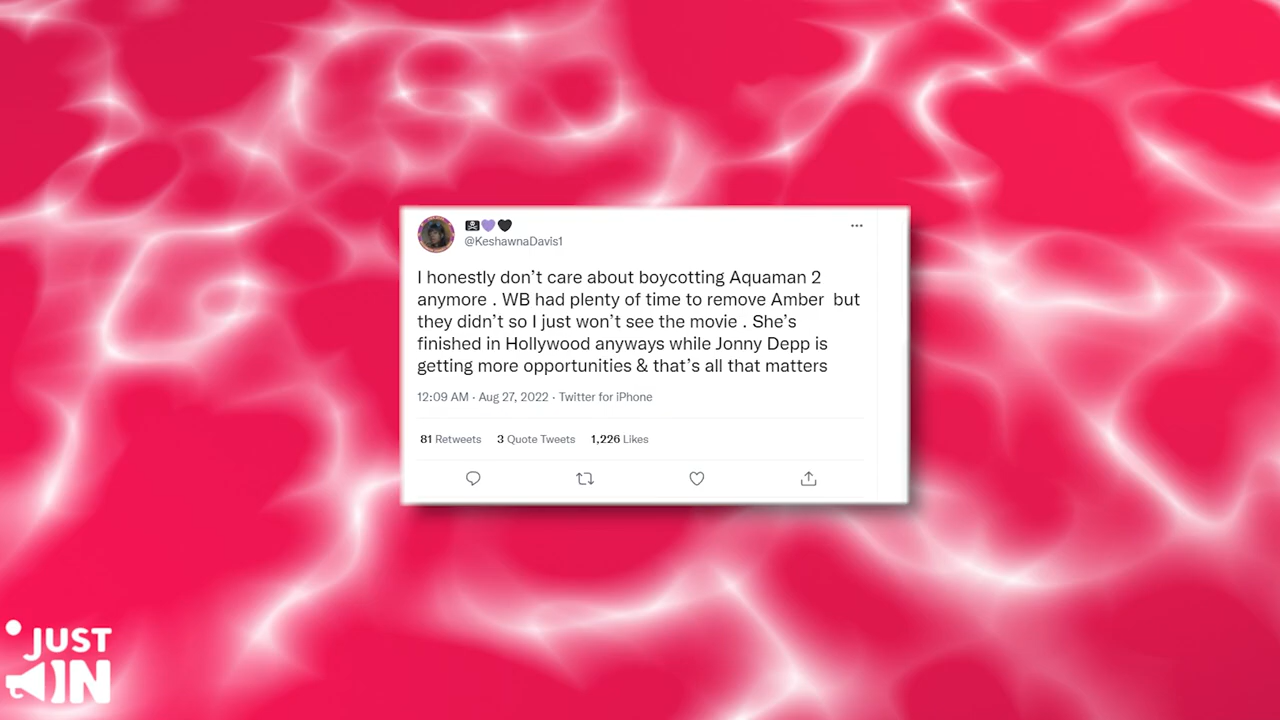 @KeshawnaDavis1
I honestly don’t care about boycotting Aquaman 2
anymore . WB had plenty of time to remove Amber  but
they didn’t so I just won’t see the movie . She’s
finished in Hollywood anyways while Jonny Depp is
getting more opportunities & that’s all that matters
12:09 AM · Aug 27, 2022 · Twitter for iPhone
81 Retweets 3 Quote Tweets 1,226 Likes
JUST
IN